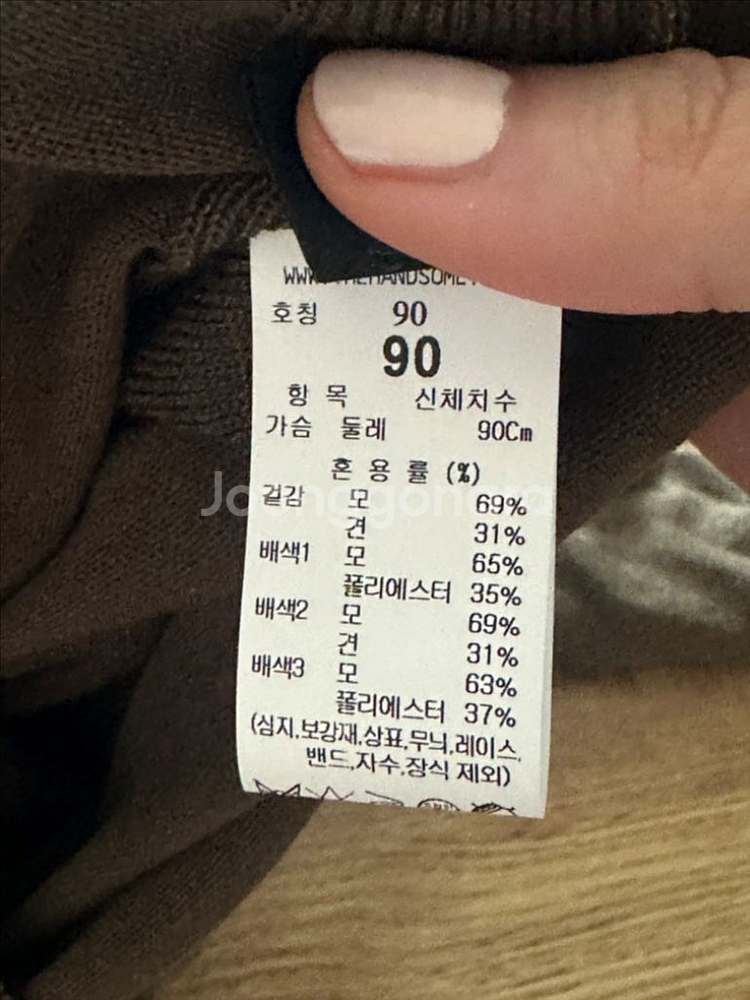 WWW.THEHANDSOME.
호칭 90
90
항 목 신체치수
가슴 둘레 90Cm
혼 용 률 (%)
겉감 모 69%
견 31%
배색1 모 65%
폴리에스터 35%
배색2 모 69%
견 31%
배색3 모 63%
폴리에스터 37%
(심지,보강재,상표,무늬,레이스,
밴드,자수,장식 제외)
Joonggonara